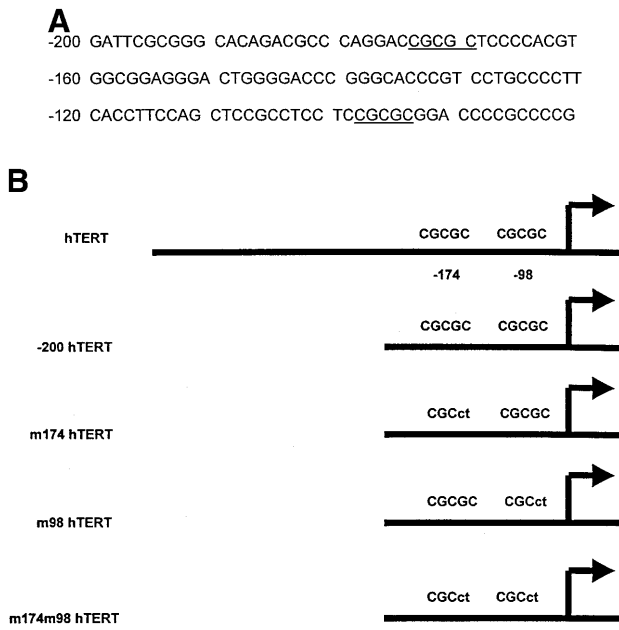 A
-200 GATTCGCGGG CACAGACGCC CAGGACCGCG CTCCCCACGT
-160 GGCGGAGGGA CTGGGGACCC GGGCACCCGT CCTGCCCCTT
-120 CACCTTCCAG CTCCGCCTCC TCCGCGCGGA CCCCGCCCCG
B
CGCGC CGCGC
hTERT
-174 -98
CGCGC CGCGC
-200 hTERT
CGCct CGCGC
m174 hTERT
CGCGC CGCct
m98 hTERT
CGCct CGCct
m174m98 hTERT